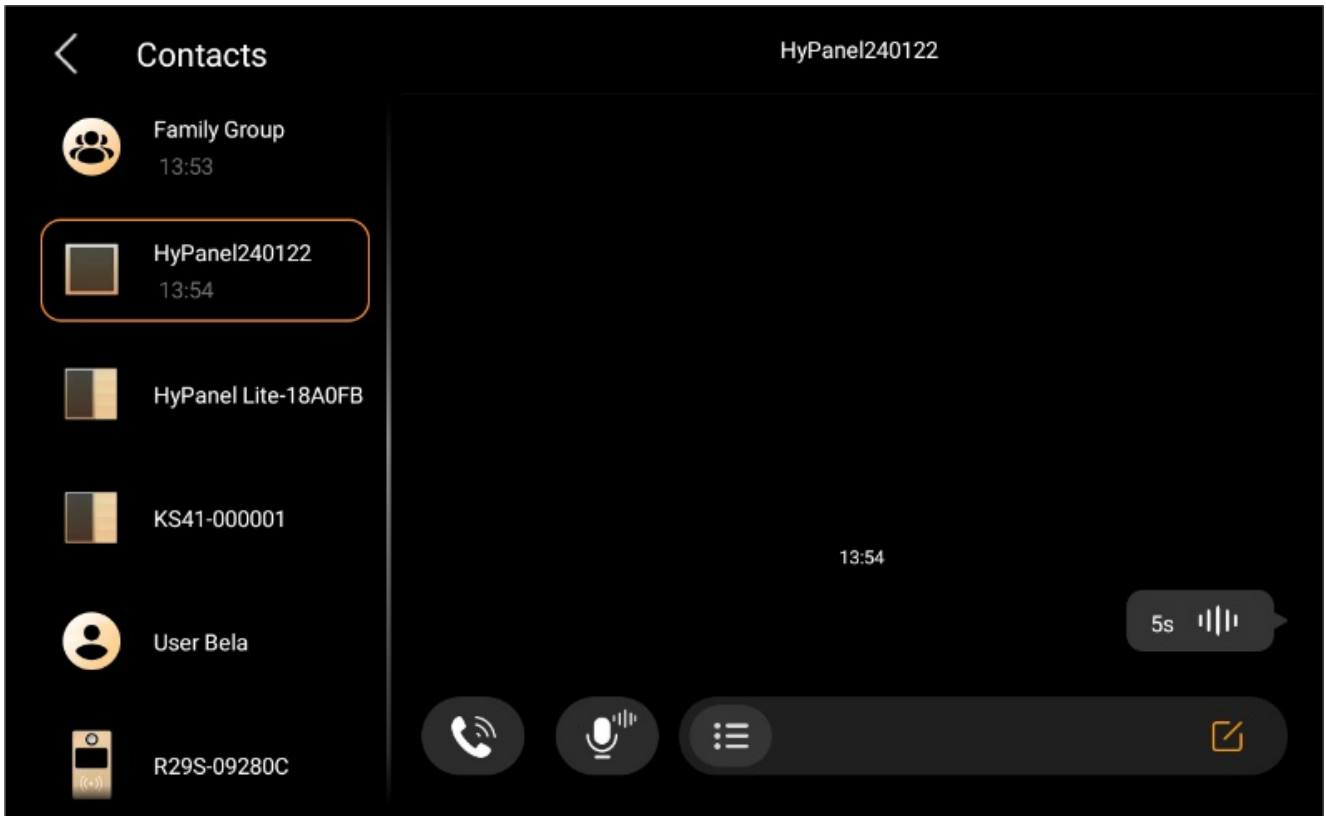 Contacts
HyPanel240122
Family Group
13:53
HyPanel240122
13:54
HyPanel Lite-18A0FB
KS41-000001
User Bela
R29S-09280C
13:54
5s